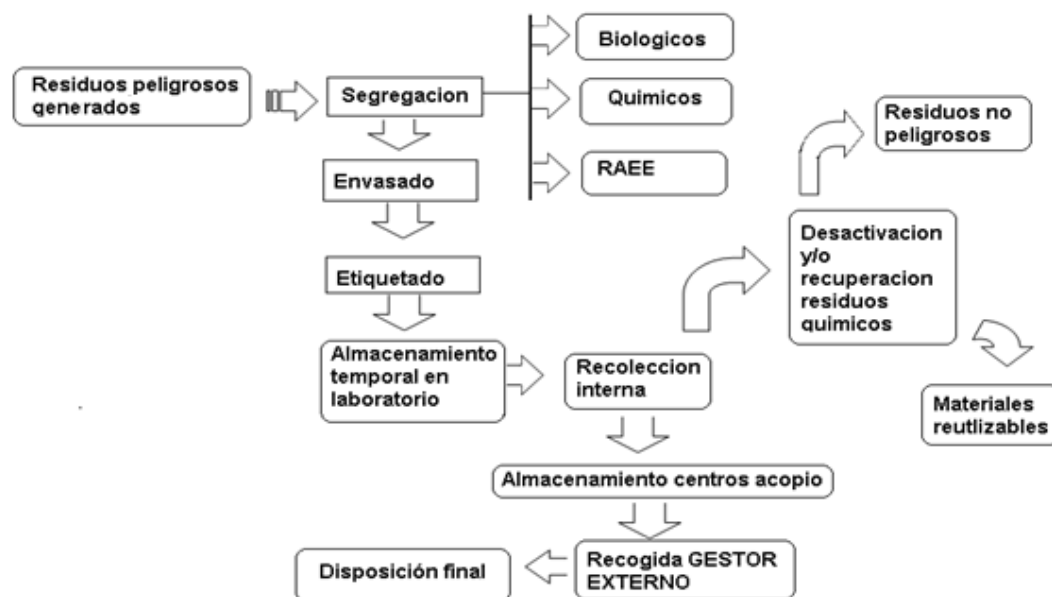 Residuos peligrosos
qenerados
Segregacion
Biologicos
Quimicos
RAEE
Envasado
Etiquetado
Almacenamiento
temporal en
laboratorio
Recoleccion
interna
Desactivacion
y/o
recuperacion
residuos
quimicos
Residuos no
peligrosos
Materiales
reutlizables
Almacenamiento centros acopio
Recogida GESTOR
EXTERNO
Disposición final